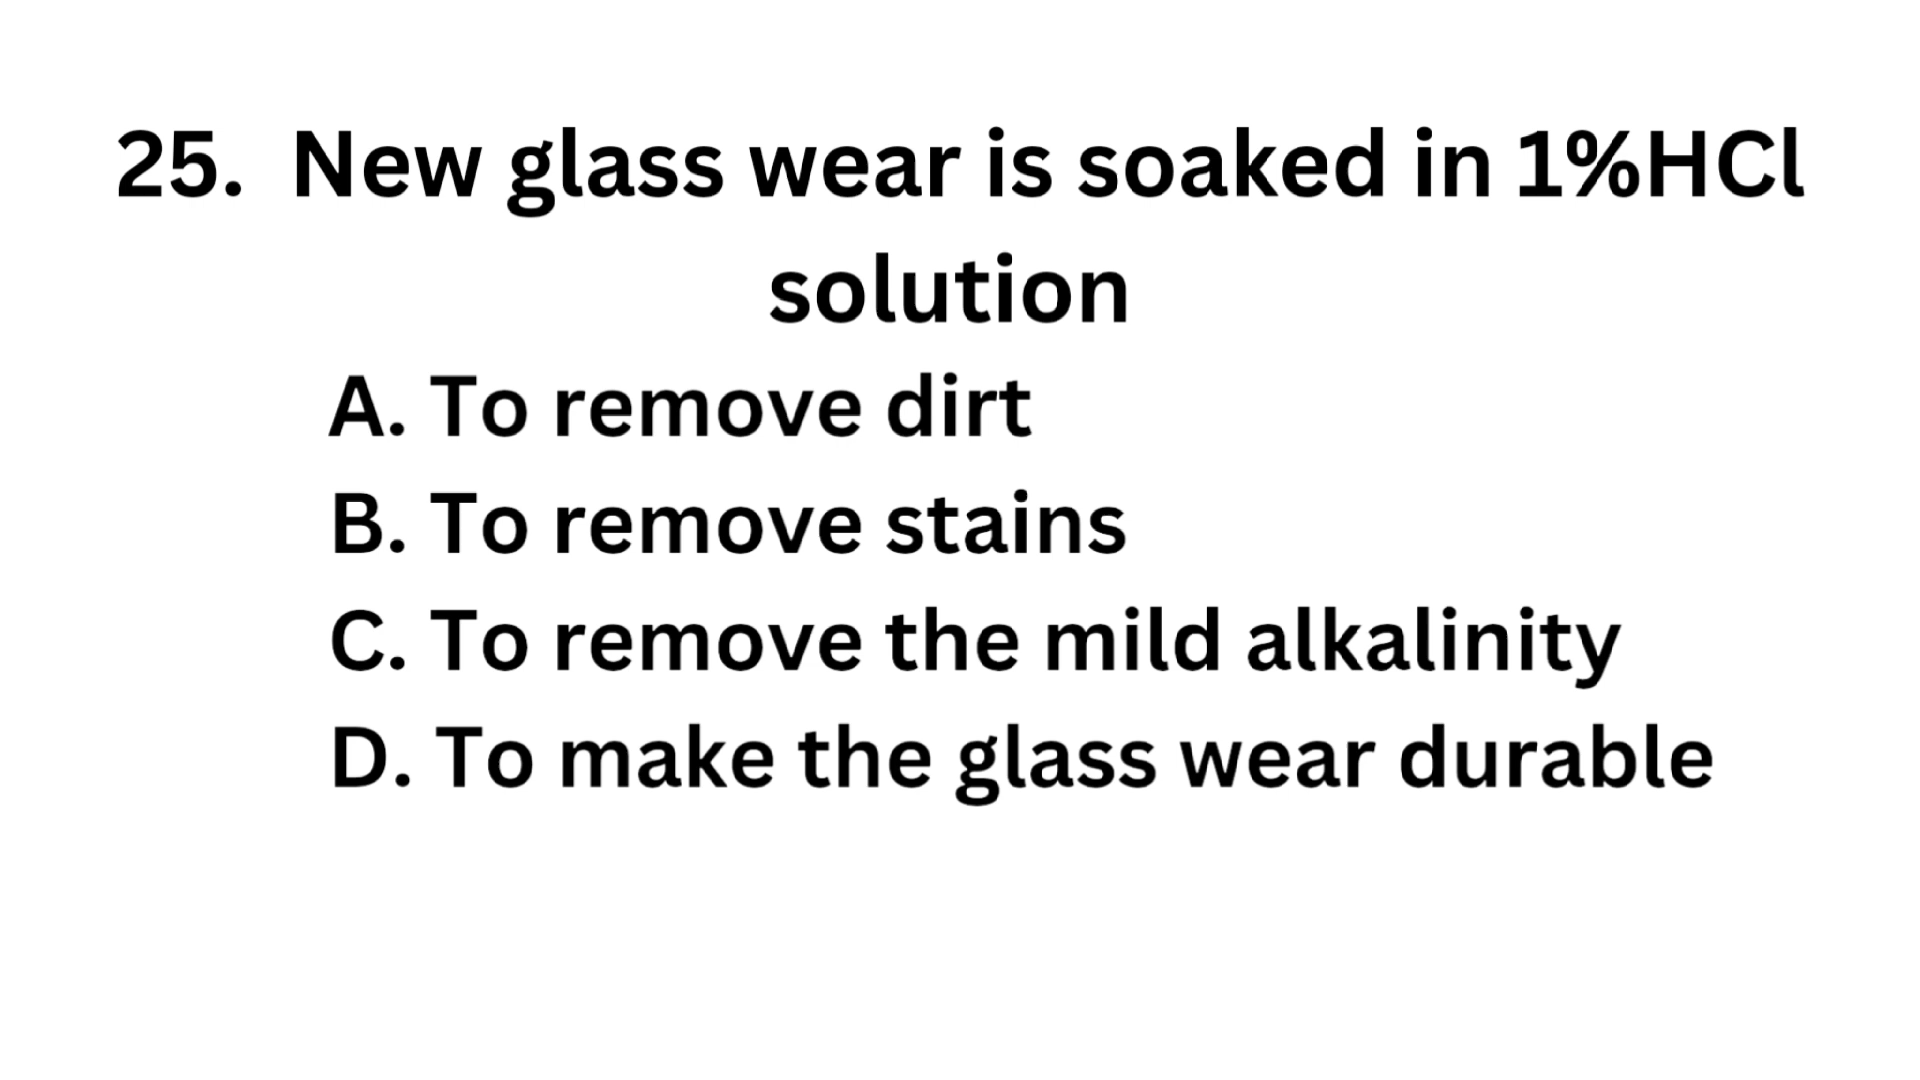 25. New glass wear is soaked in 1%HCl
solution
A. To remove dirt
B. To remove stains
C. To remove the mild alkalinity
D. To make the glass wear durable